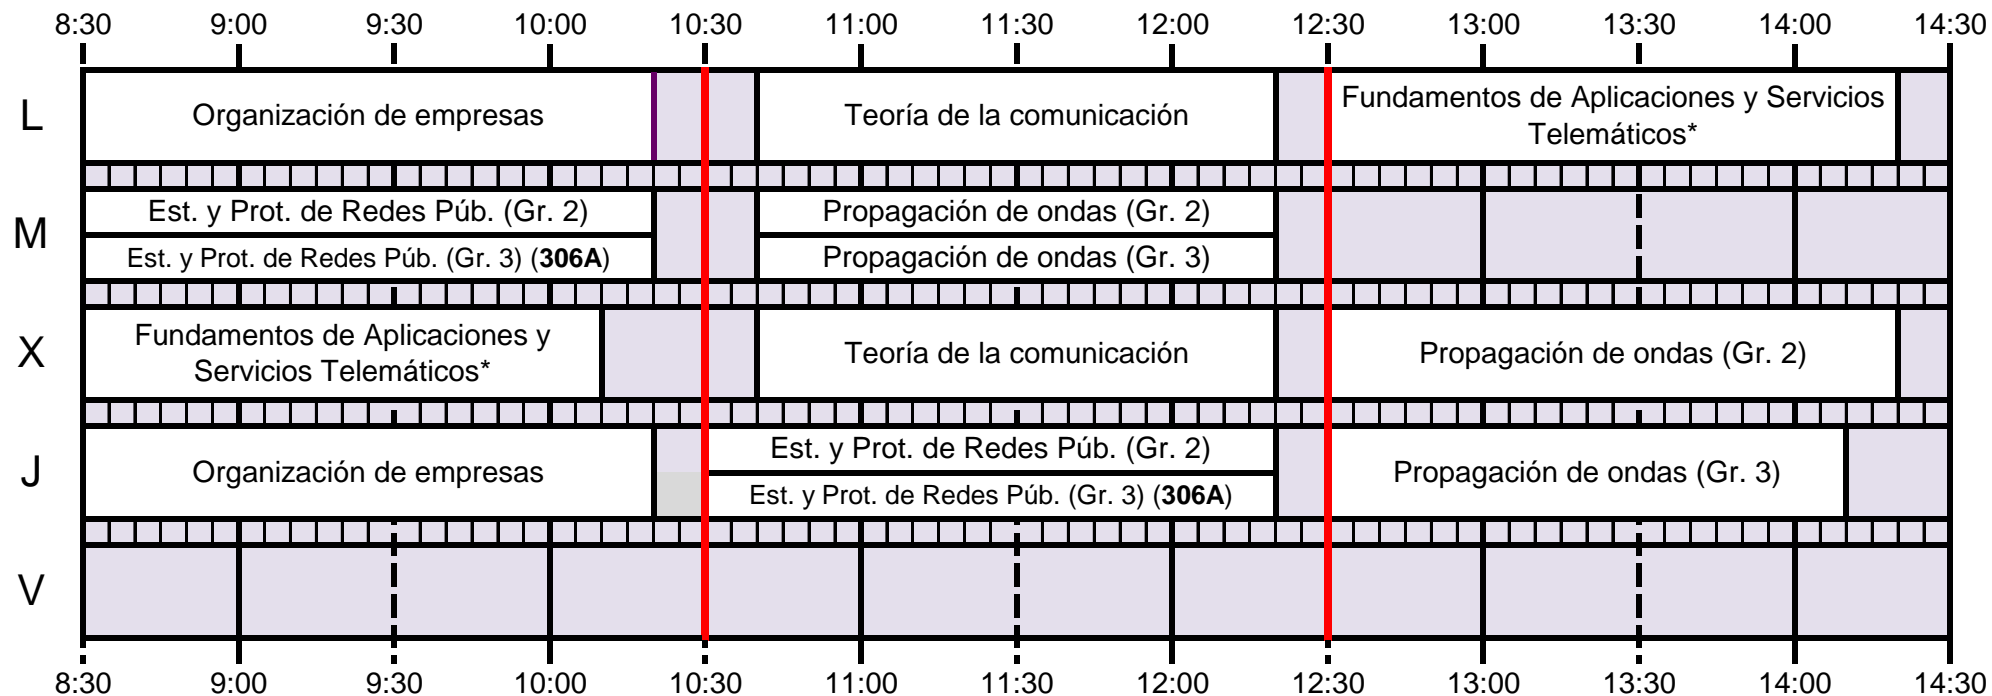 8:30 9:00 9:30 10:00 10:30 11:00 11:30 12:00 12:30 13:00 13:30 14:00 14:30
L
Organización de empresas
Teoría de la comunicación
Fundamentos de Aplicaciones y Servicios
Telemáticos*
M
Est. y Prot. de Redes Púb. (Gr. 2)
Est. y Prot. de Redes Púb. (Gr. 3) (306A)
Propagación de ondas (Gr. 2)
Propagación de ondas (Gr. 3)
X
Fundamentos de Aplicaciones y
Servicios Telemáticos*
Teoría de la comunicación
Propagación de ondas (Gr. 2)
J
Organización de empresas
Est. y Prot. de Redes Púb. (Gr. 2)
Est. y Prot. de Redes Púb. (Gr. 3) (306A)
Propagación de ondas (Gr. 3)
V
8:30 9:00 9:30 10:00 10:30 11:00 11:30 12:00 12:30 13:00 13:30 14:00 14:30